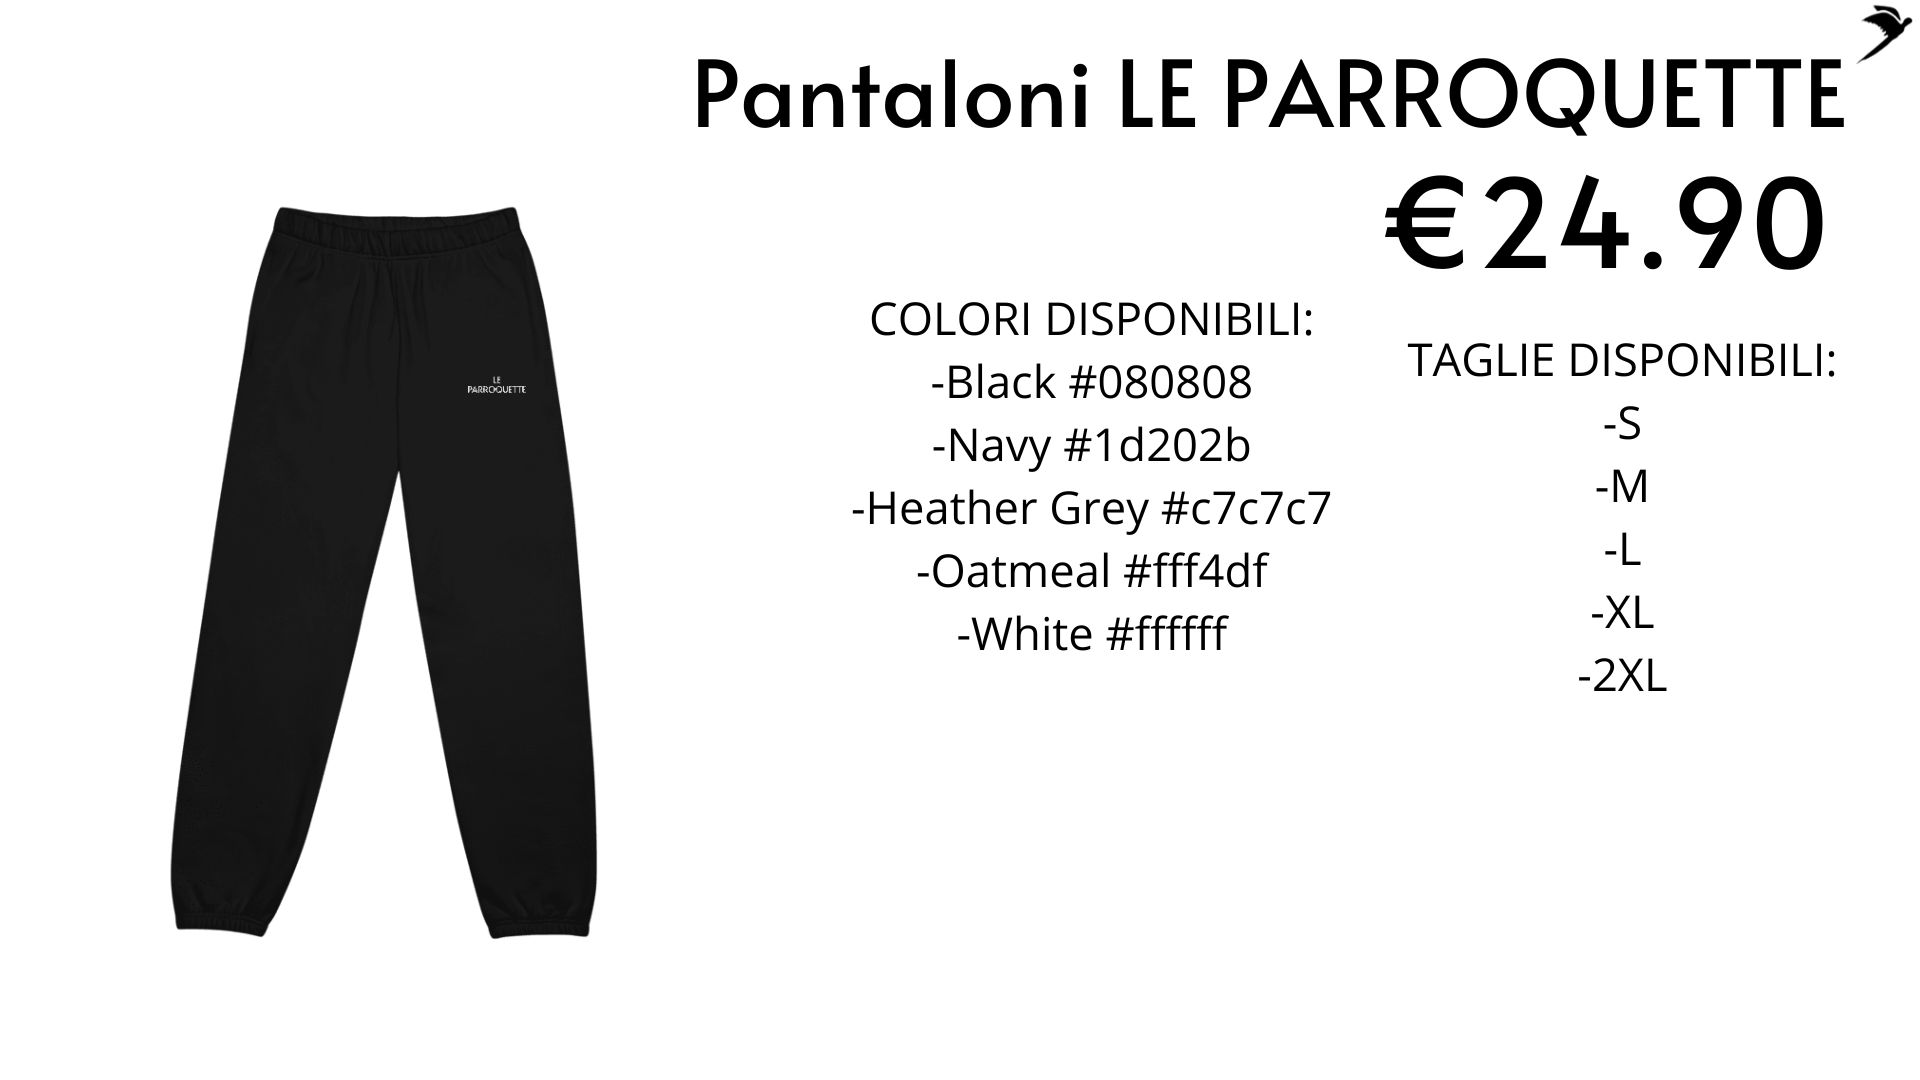 Pantaloni LE PARROQUETTE
€24.90
COLORI DISPONIBILI:
-Black #080808
-Navy #1d202b
-Heather Grey #c7c7c7
-Oatmeal #fff4df
-White #ffffff
TAGLIE DISPONIBILI:
-S
-M
-L
-XL
-2XL
LE
PARROQUETTE